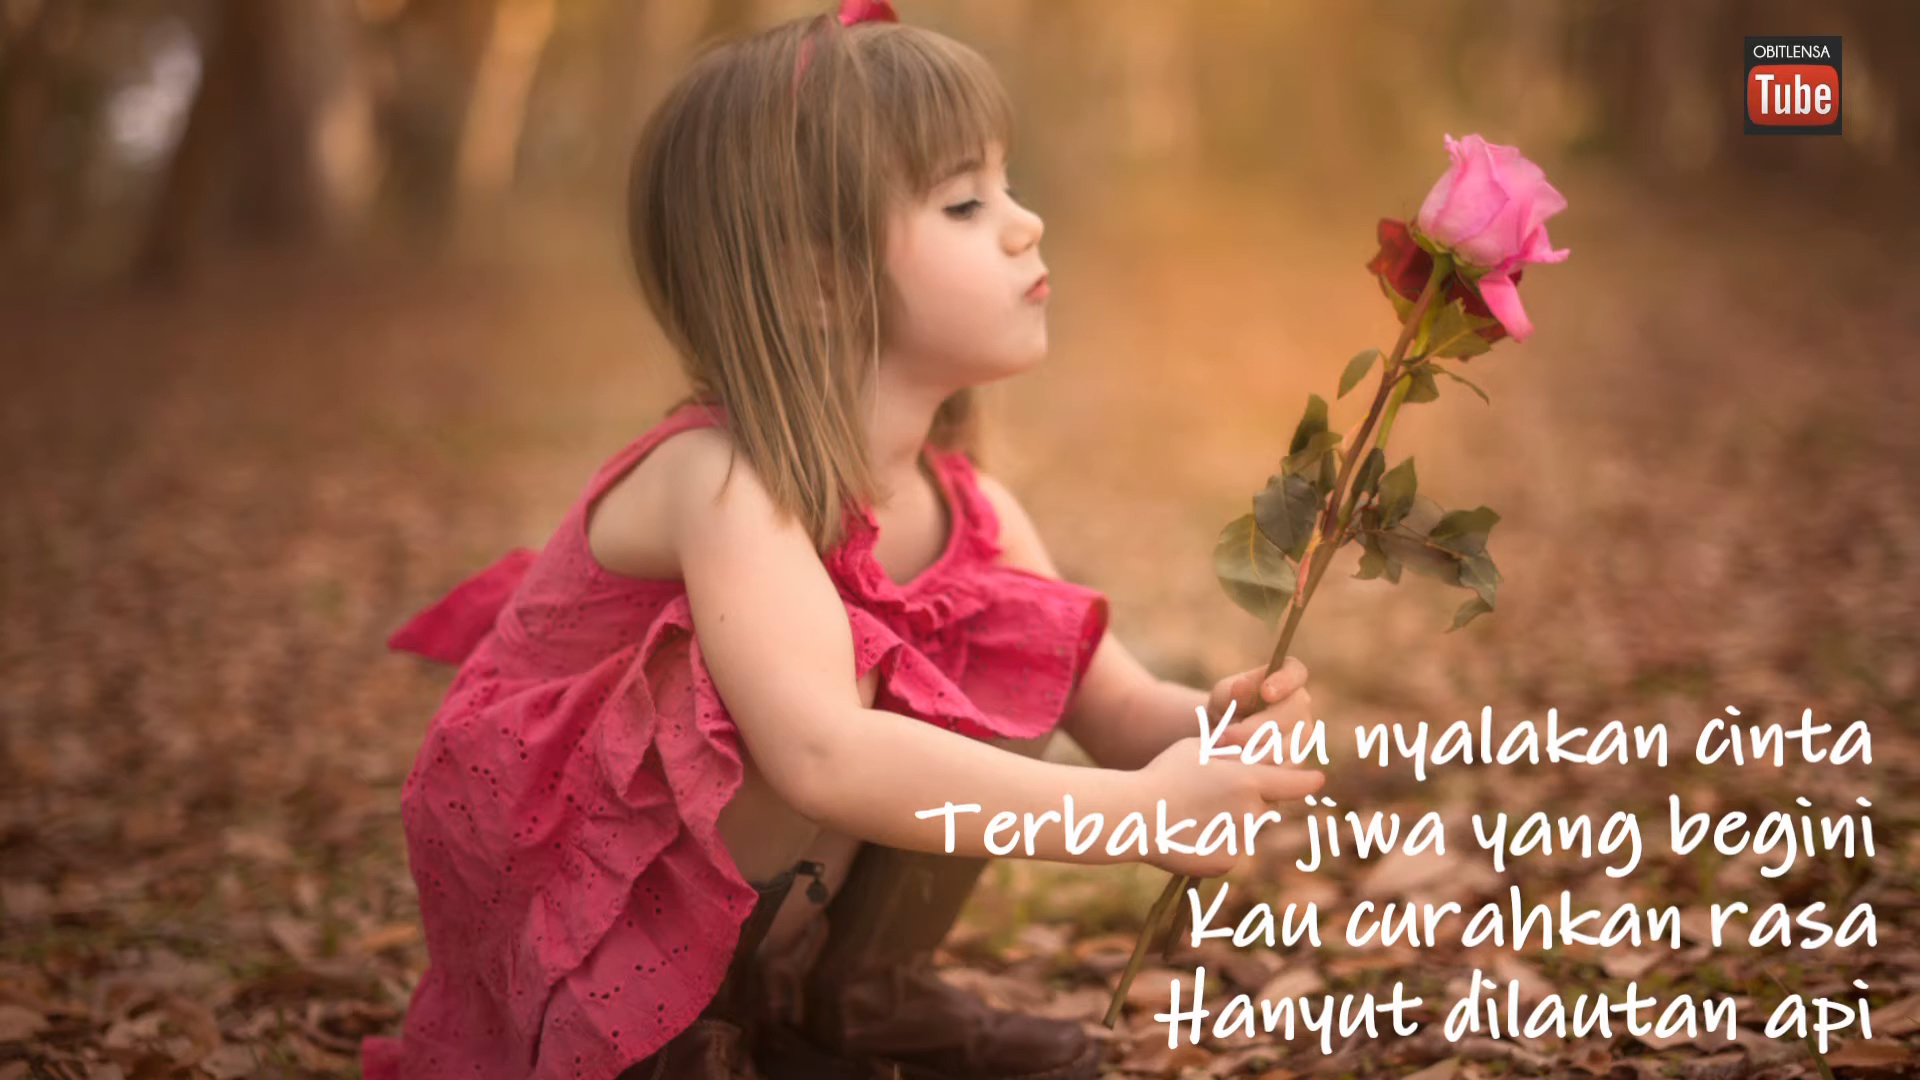 OBITLENSA
Tube
Kau nyalakan cinta
Terbakar jiwa yang begini
Kau curahkan rasa
Hanyut dilautan api